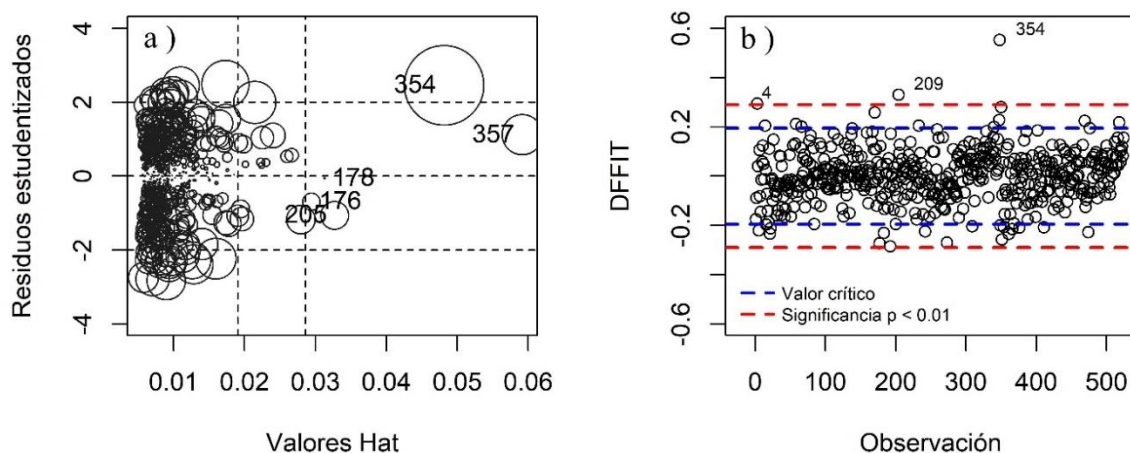 a )
Residuos estudentizados
4
2
0
-2
-4
354
357
178
176
205
0.01 0.02 0.03 0.04 0.05 0.06
Valores Hat
b )
DFFIT
0.6
0.2
-0.2
-0.6
4
209
354
Valor crítico
Significancia p < 0.01
0 100 200 300 400 500
Observación